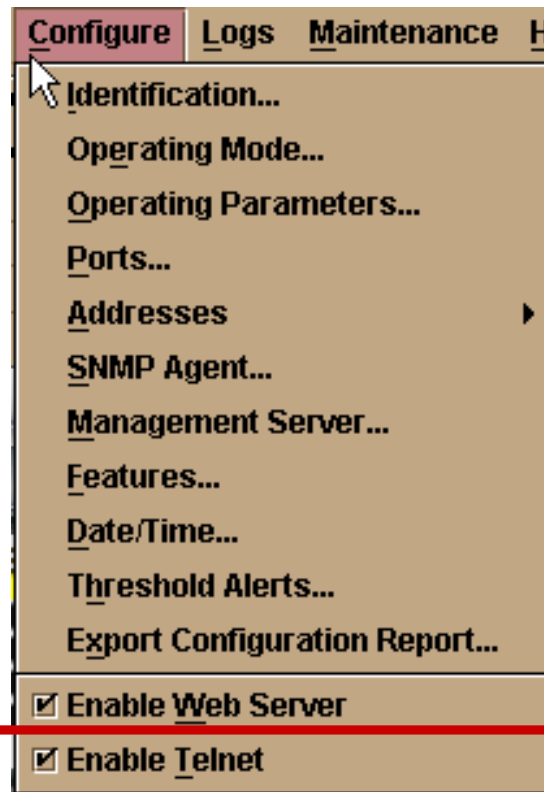 Configure Logs Maintenance H
Identification...
Operating Mode...
Operating Parameters...
Ports...
Addresses
SNMP Agent...
Management Server...
Features...
Date/Time...
Threshold Alerts...
Export Configuration Report...
Enable Web Server
Enable Telnet